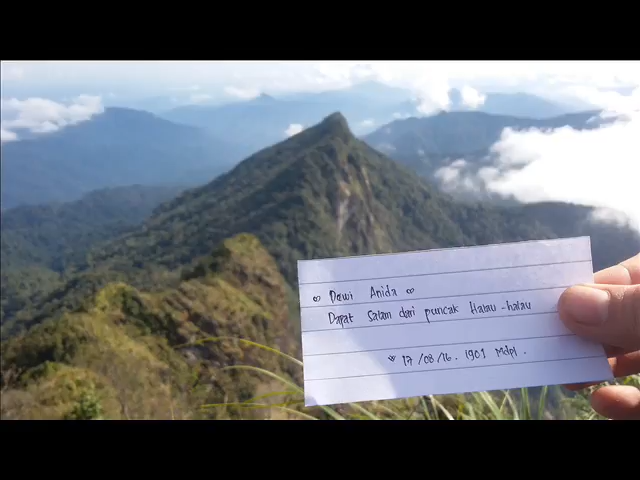 ∞ Dewi Anida ∞
Dapat salam dari puncak Halau-halau
17/08/16. 1901 Mdpl.